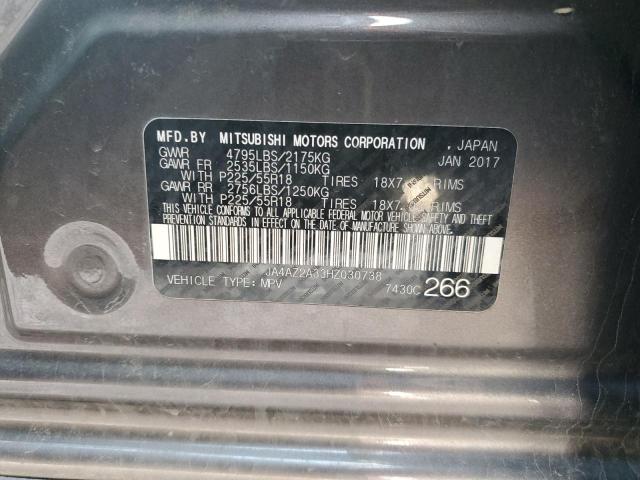 MFD.BY MITSUBISHI MOTORS CORPORATION , JAPAN
GVWR 4795LBS/2175KG JAN 2017
GAWR FR 2535LBS/1150KG
WITH P225/55R18 TIRES 18X7 RIMS
GAWR RR 2756LBS/1250KG
WITH P225/55R18 TIRES 18X7 RIMS
THIS VEHICLE CONFORMS TO ALL APPLICABLE FEDERAL MOTOR VEHICLE SAFETY AND THEFT
PREVENTION STANDARDS IN EFFECT ON THE DATE OF MANUFACTURE SHOWN ABOVE.
JA4AZ2A33HZ030738
VEHICLE TYPE: MPV 7430C 266